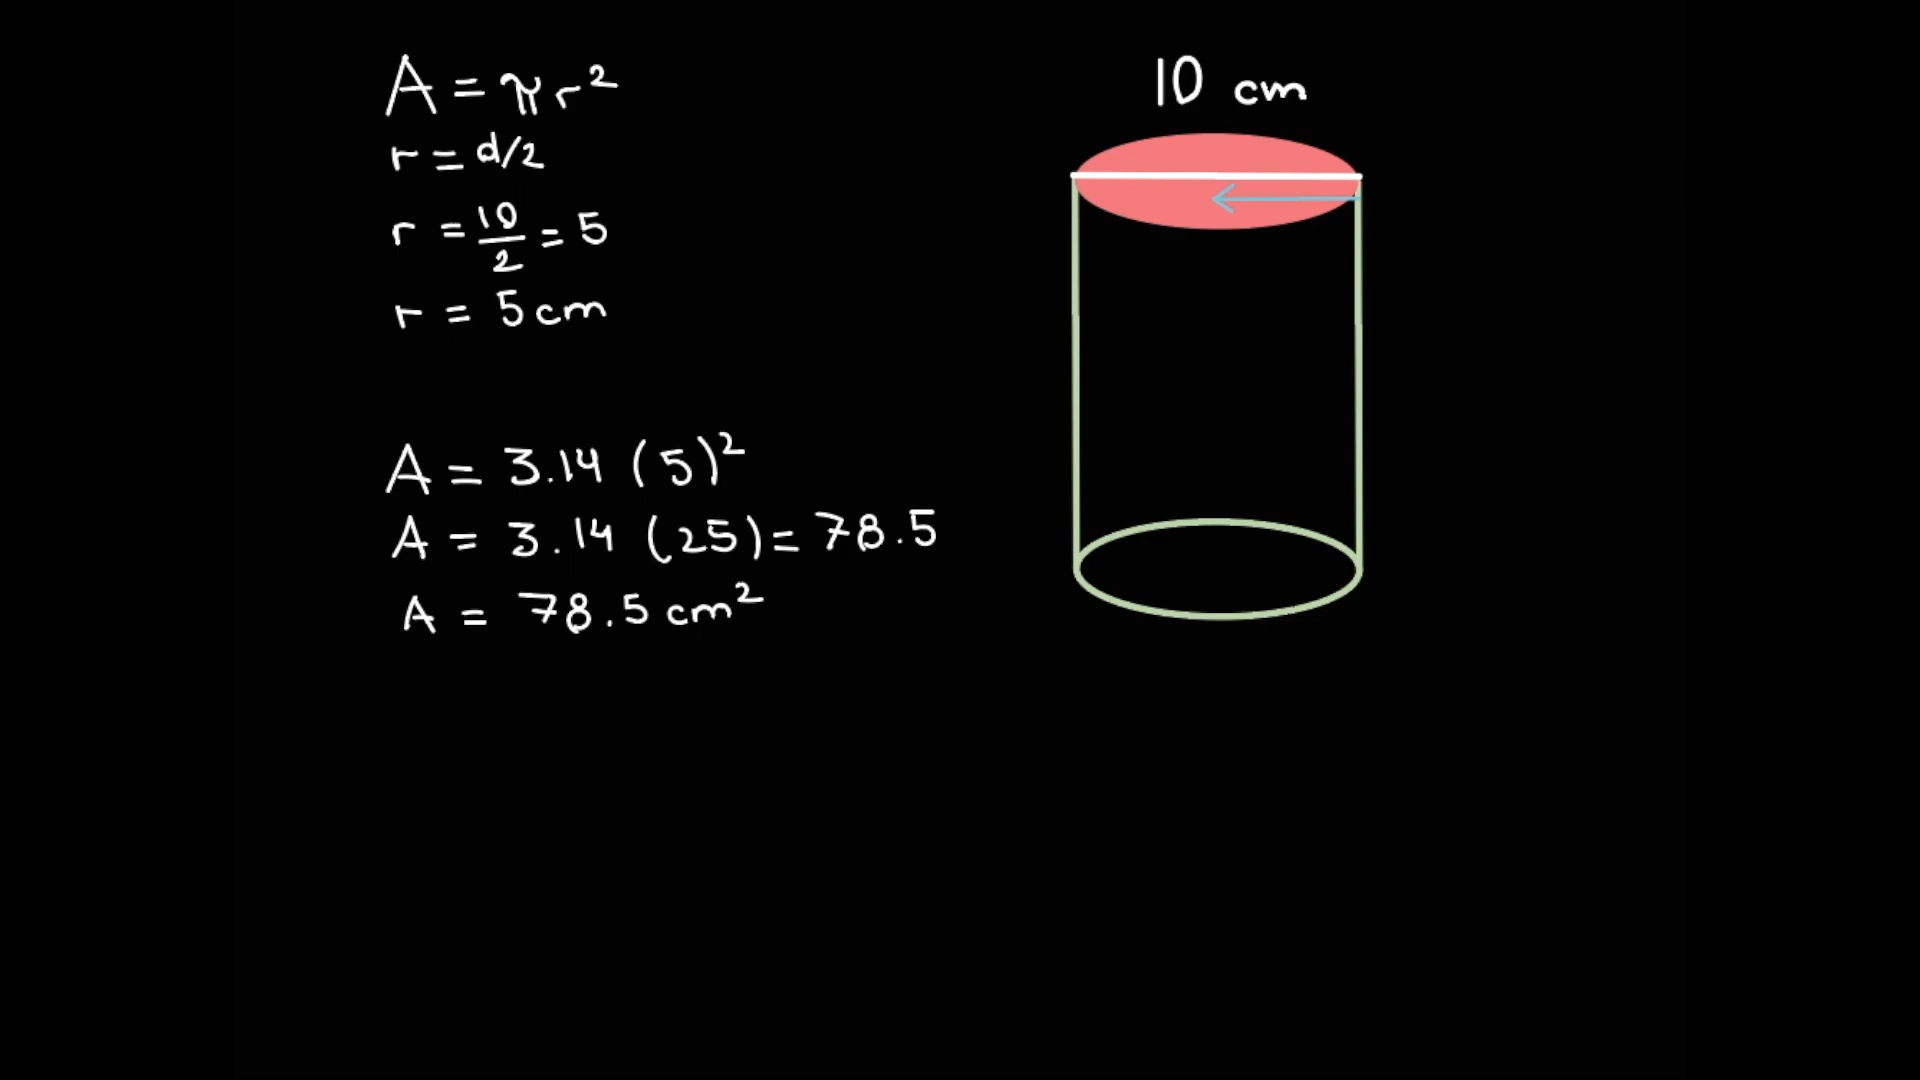 A = πr²
r = d/2
r = 10/2 = 5
r = 5cm
A = 3.14 (5)²
A = 3.14 (25) = 78.5
A = 78.5 cm²
10 cm